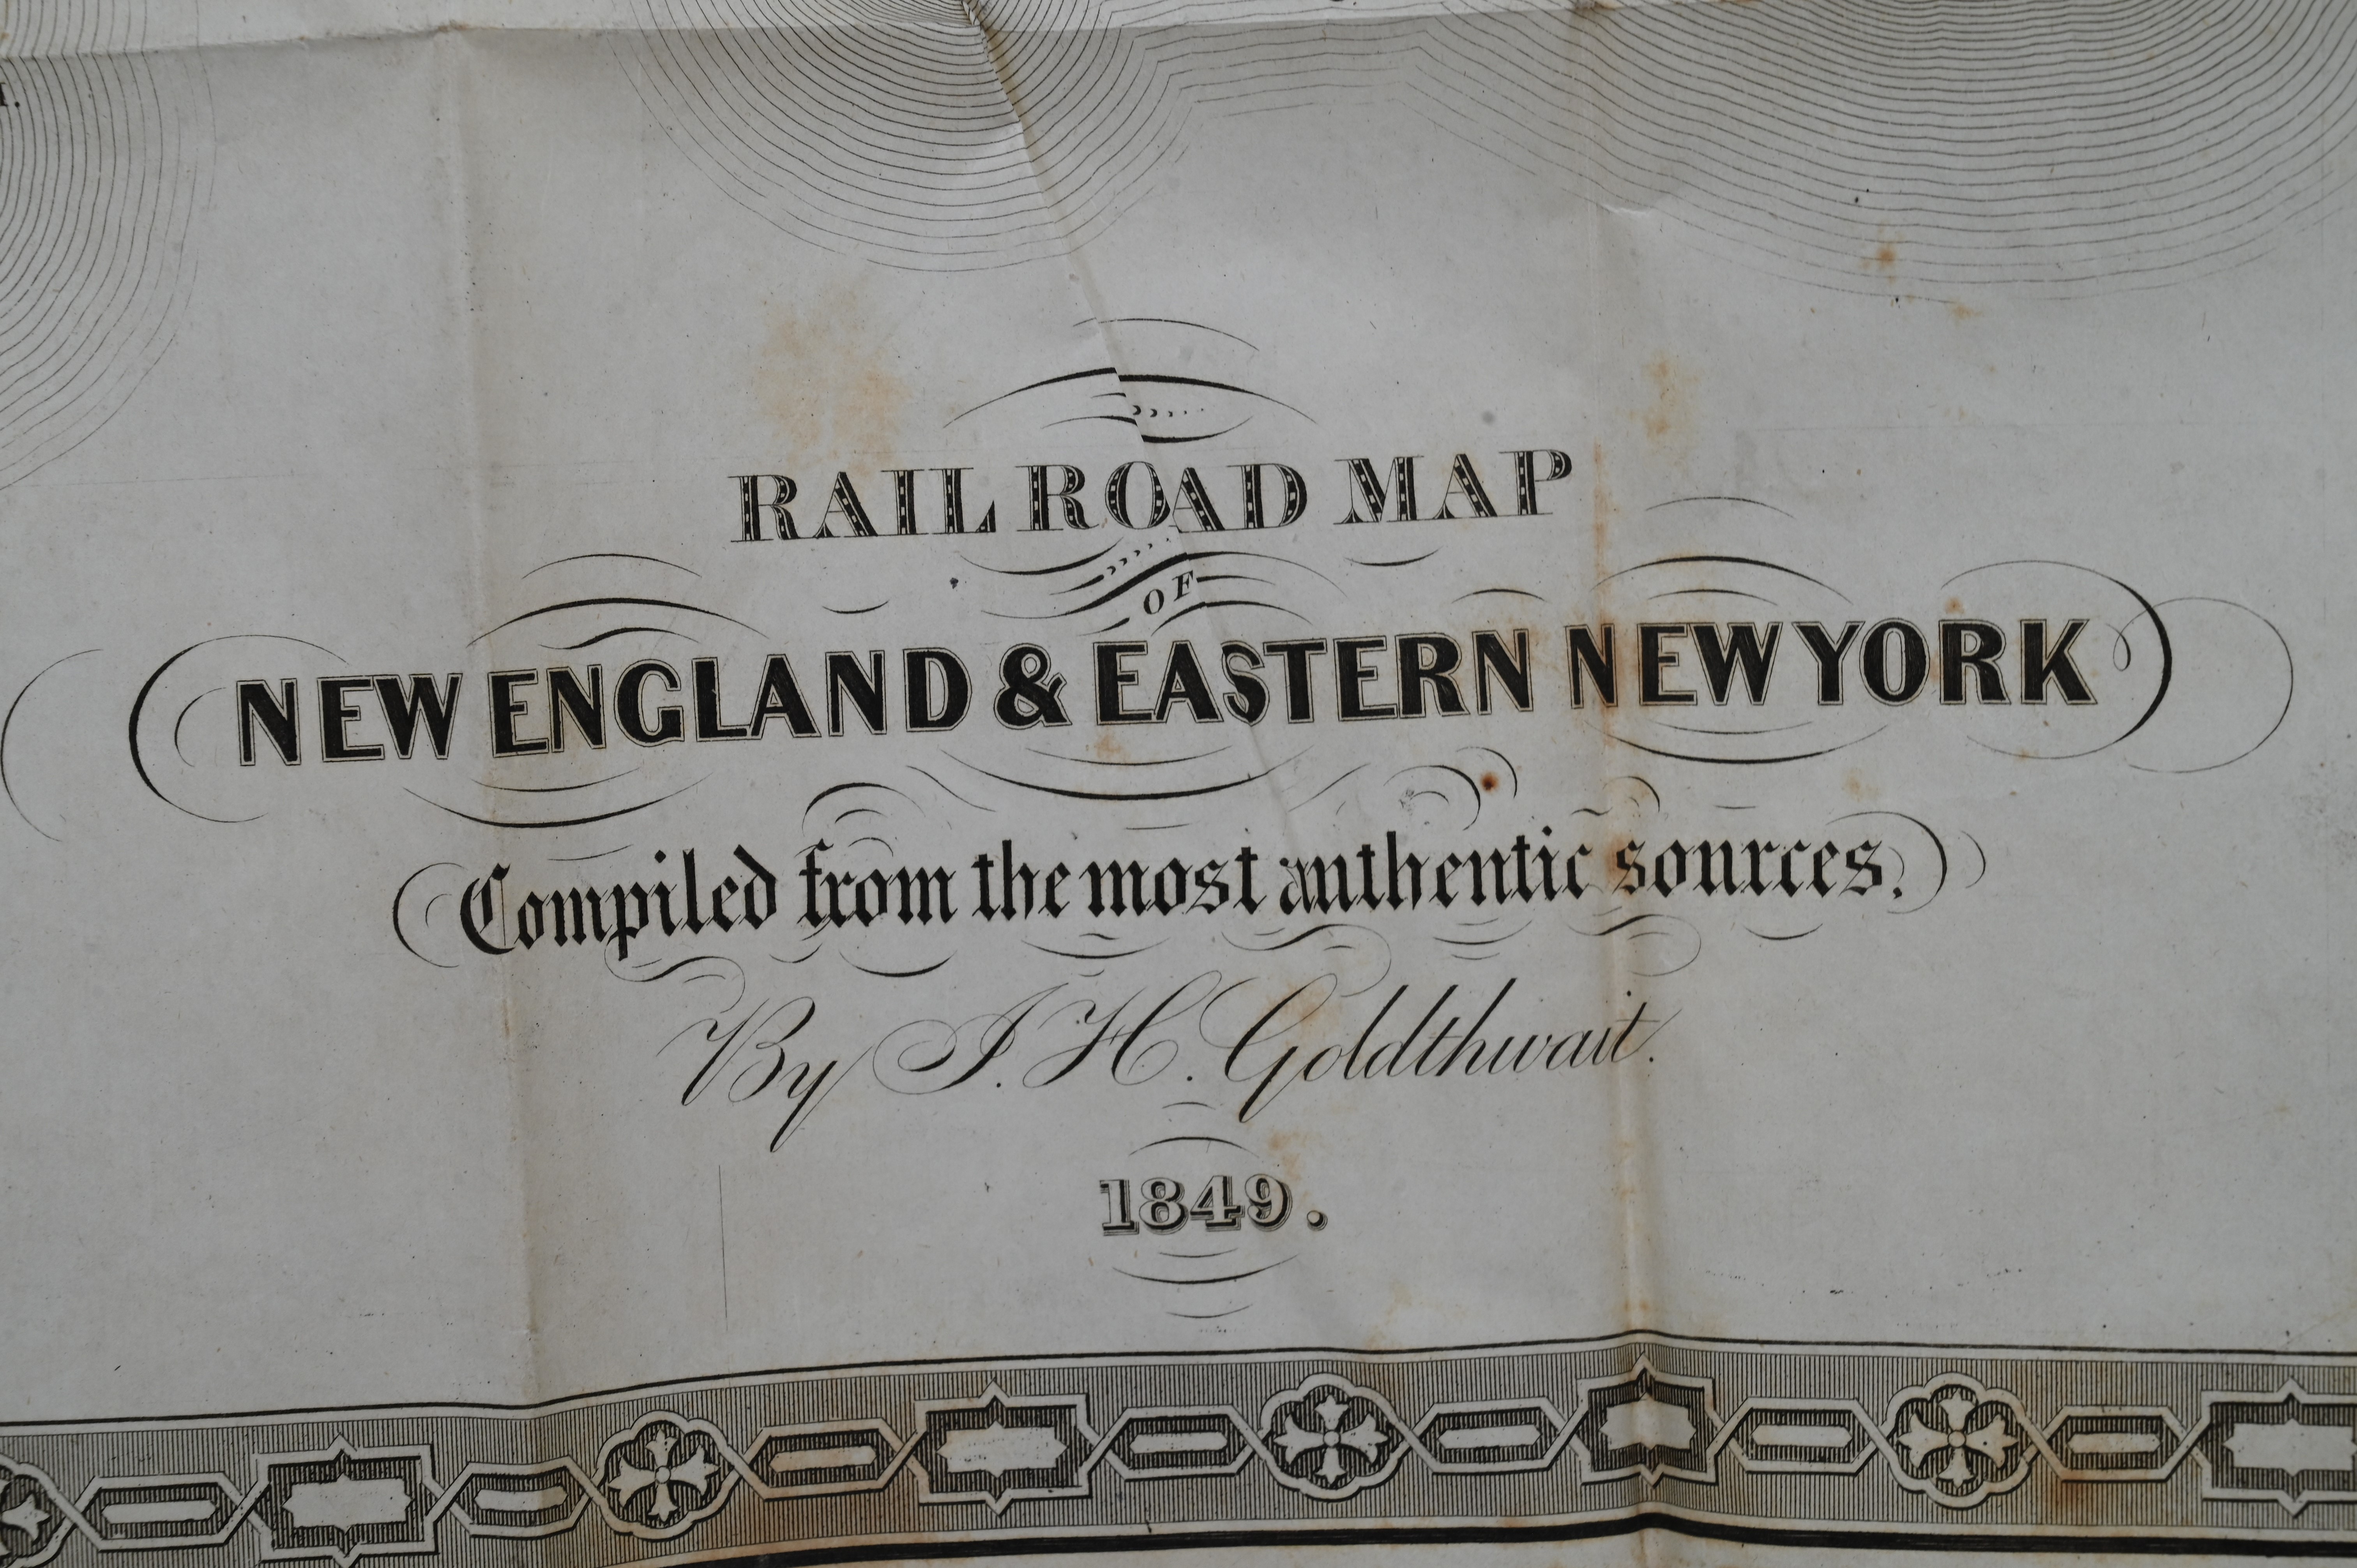 RAIL ROAD MAP
OF
NEW ENGLAND & EASTERN NEW YORK
Compiled from the most authentic sources.
By J. H. Goldthwait.
1849.